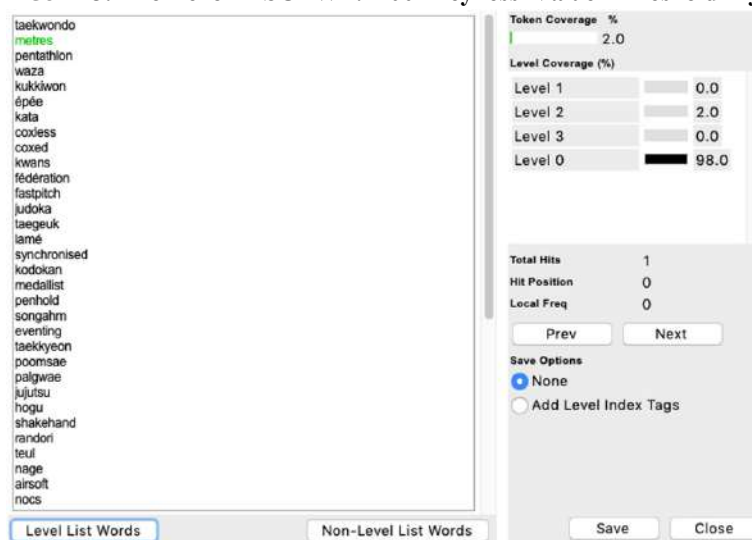 taekwondo
metres
pentathlon
waza
kukkiwon
épée
kata
coxless
coxed
kwans
fédération
fastpitch
judoka
taegeuk
lamé
synchronised
kodokan
medallist
penhold
songahm
eventing
taekkyeon
poomsae
palgwae
jujutsu
hogu
shakehand
randori
teul
nage
airsoft
nocs
Level List Words
Non-Level List Words
Token Coverage %
2.0
Level Coverage (%)
Level 1 0.0
Level 2 2.0
Level 3 0.0
Level 0 98.0
Total Hits 1
Hit Position 0
Local Freq 0
Prev Next
Save Options
None
Add Level Index Tags
Save Close